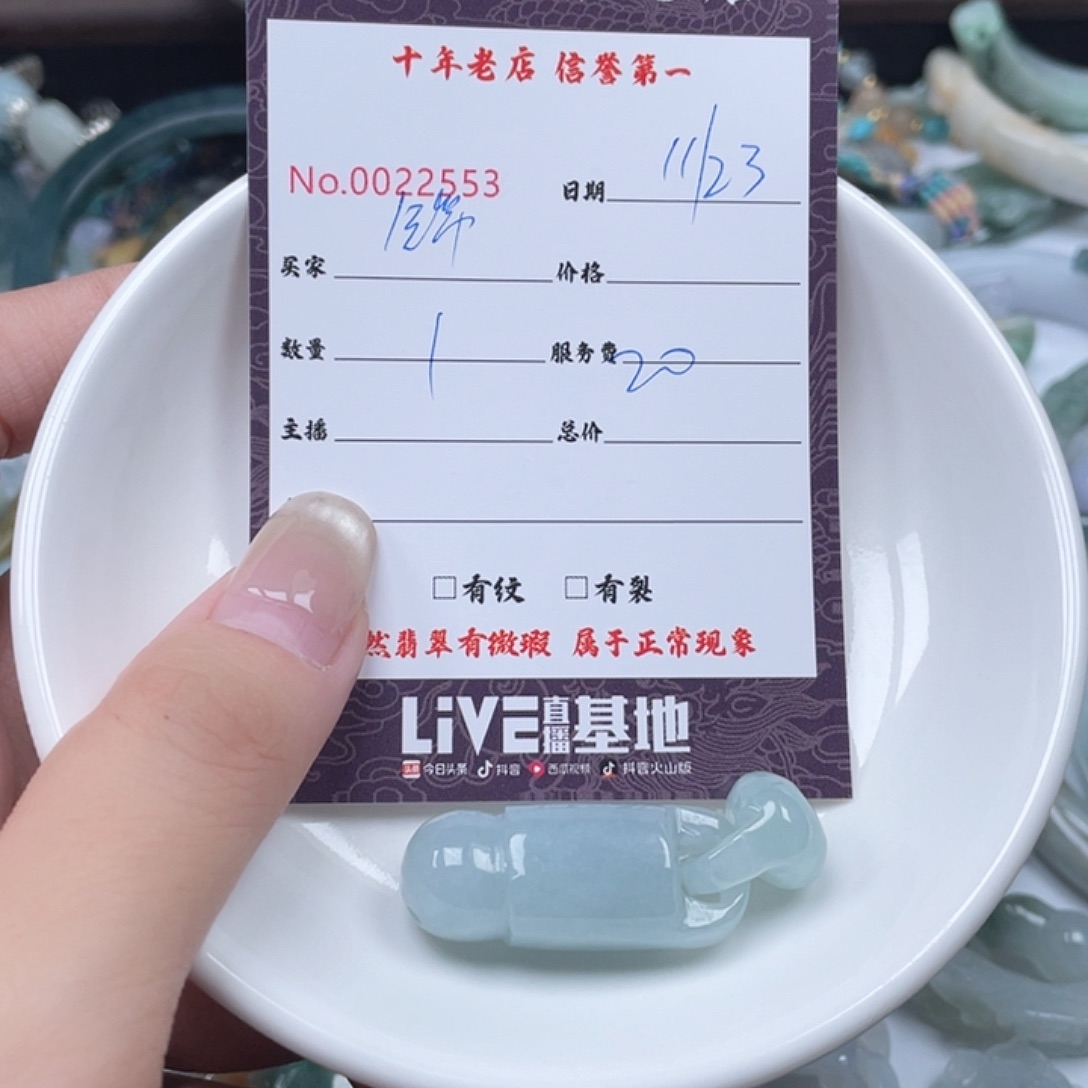 十年老店 信誉第一
No.0022553 日期 11/23
买家 价格
数量 1 服务费 20
主播 总价
□有纹 □有裂
然翡翠有微瑕 属于正常现象
LiVE直播基地
头条 今日头条 抖音 西瓜视频 抖音火山版